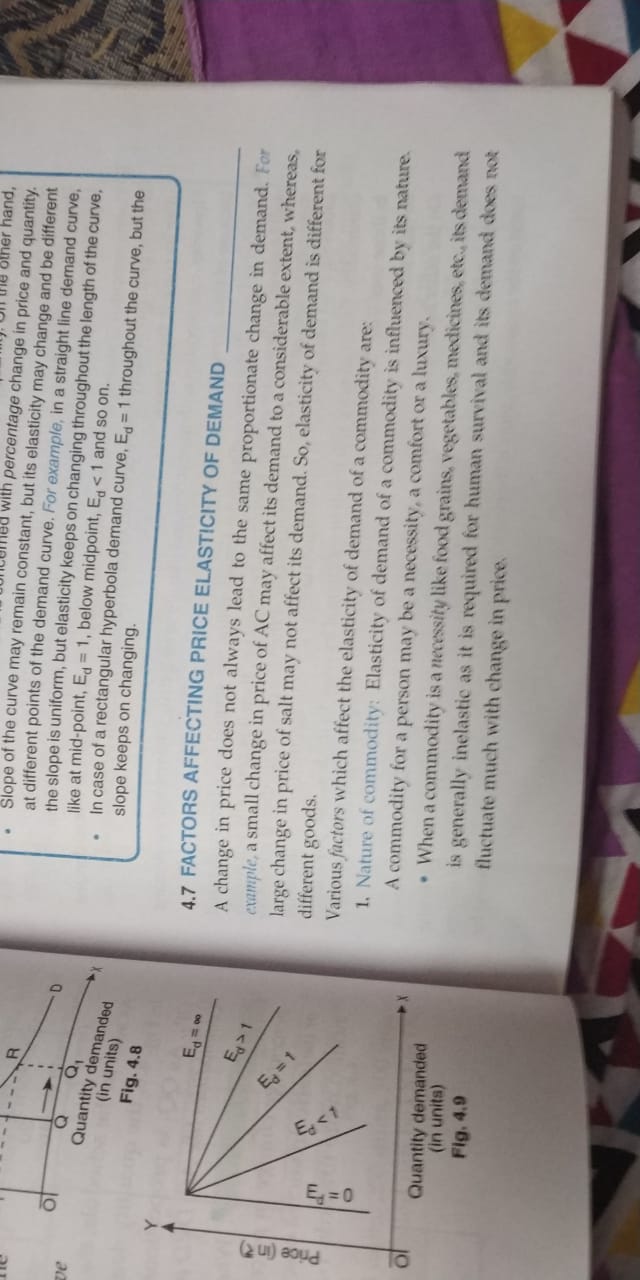 ve
R
D
O
Q
Q1
X
Quantity demanded
(in units)
Fig. 4.8
Y
Ed = ∞
Ed > 1
Ed = 1
Ed < 1
Ed = 0
Price (in ₹)
O
X
Quantity demanded
(in units)
Fig. 4.9
On the other hand,
with percentage change in price and quantity.
• Slope of the curve may remain constant, but its elasticity may change and be different
at different points of the demand curve. For example, in a straight line demand curve,
the slope is uniform, but elasticity keeps on changing throughout the length of the curve,
like at mid-point, Ed = 1, below midpoint, Ed < 1 and so on.
• In case of a rectangular hyperbola demand curve, Ed = 1 throughout the curve, but the
slope keeps on changing.
4.7 FACTORS AFFECTING PRICE ELASTICITY OF DEMAND
A change in price does not always lead to the same proportionate change in demand. For
example, a small change in price of AC may affect its demand to a considerable extent, whereas,
large change in price of salt may not affect its demand. So, elasticity of demand is different for
different goods.
Various factors which affect the elasticity of demand of a commodity are:
1. Nature of commodity: Elasticity of demand of a commodity is influenced by its nature.
A commodity for a person may be a necessity, a comfort or a luxury.
• When a commodity is a necessity like food grains, vegetables, medicines, etc., its demand
is generally inelastic as it is required for human survival and its demand does not
fluctuate much with change in price.